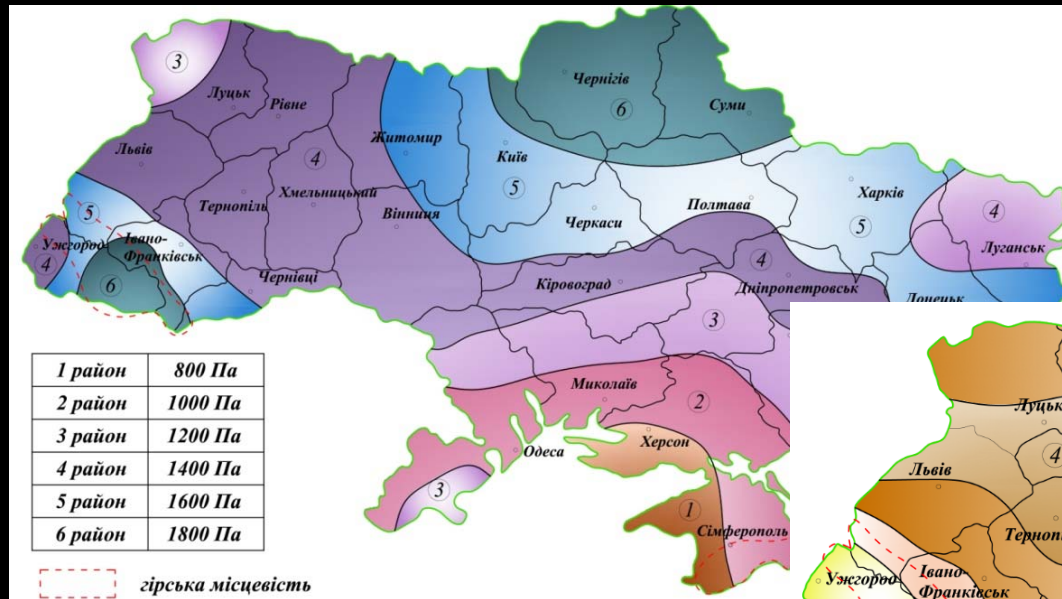 3
Чернігів
6
Суми
Луцьк
Рівне
Житомир
Київ
Львів
4
5
Харків
Хмельницький
Тернопіль
Полтава
5
4
Вінниця
Черкаси
5
Ужгород
Івано-
Франківськ
Луганськ
4
Чернівці
4
6
Кіровоград
Дніпропетровськ
Донецьк
3
1 район 800 Па
2 район 1000 Па
3 район 1200 Па
4 район 1400 Па
5 район 1600 Па
6 район 1800 Па
Миколаїв
2
Одеса
Херсон
3
1
Сімферополь
гірська місцевість
Луцьк
4
Львів
Ужгород
Івано-
Франківськ